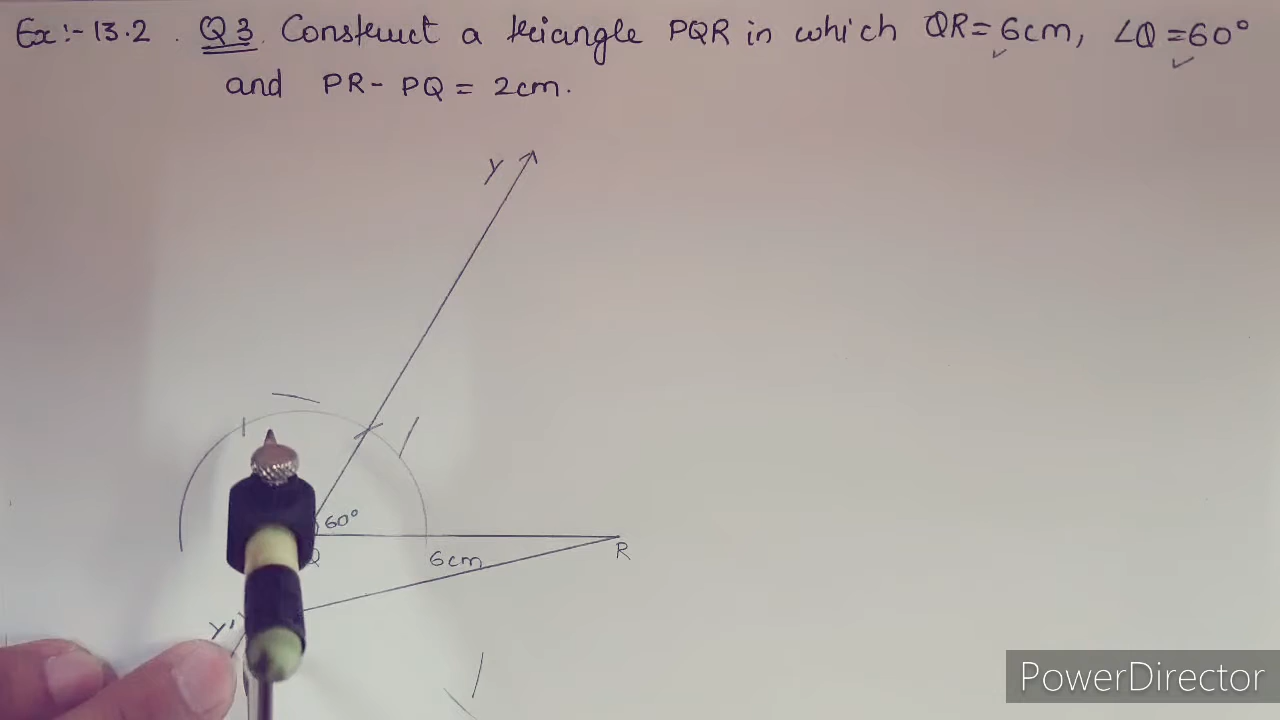 Ex:- 13.2. Q3. Construct a triangle PQR in which QR = 6cm, ∠Q = 60°
and PR - PQ = 2cm.
Y
60°
Q
6cm
R
Y'
PowerDirector